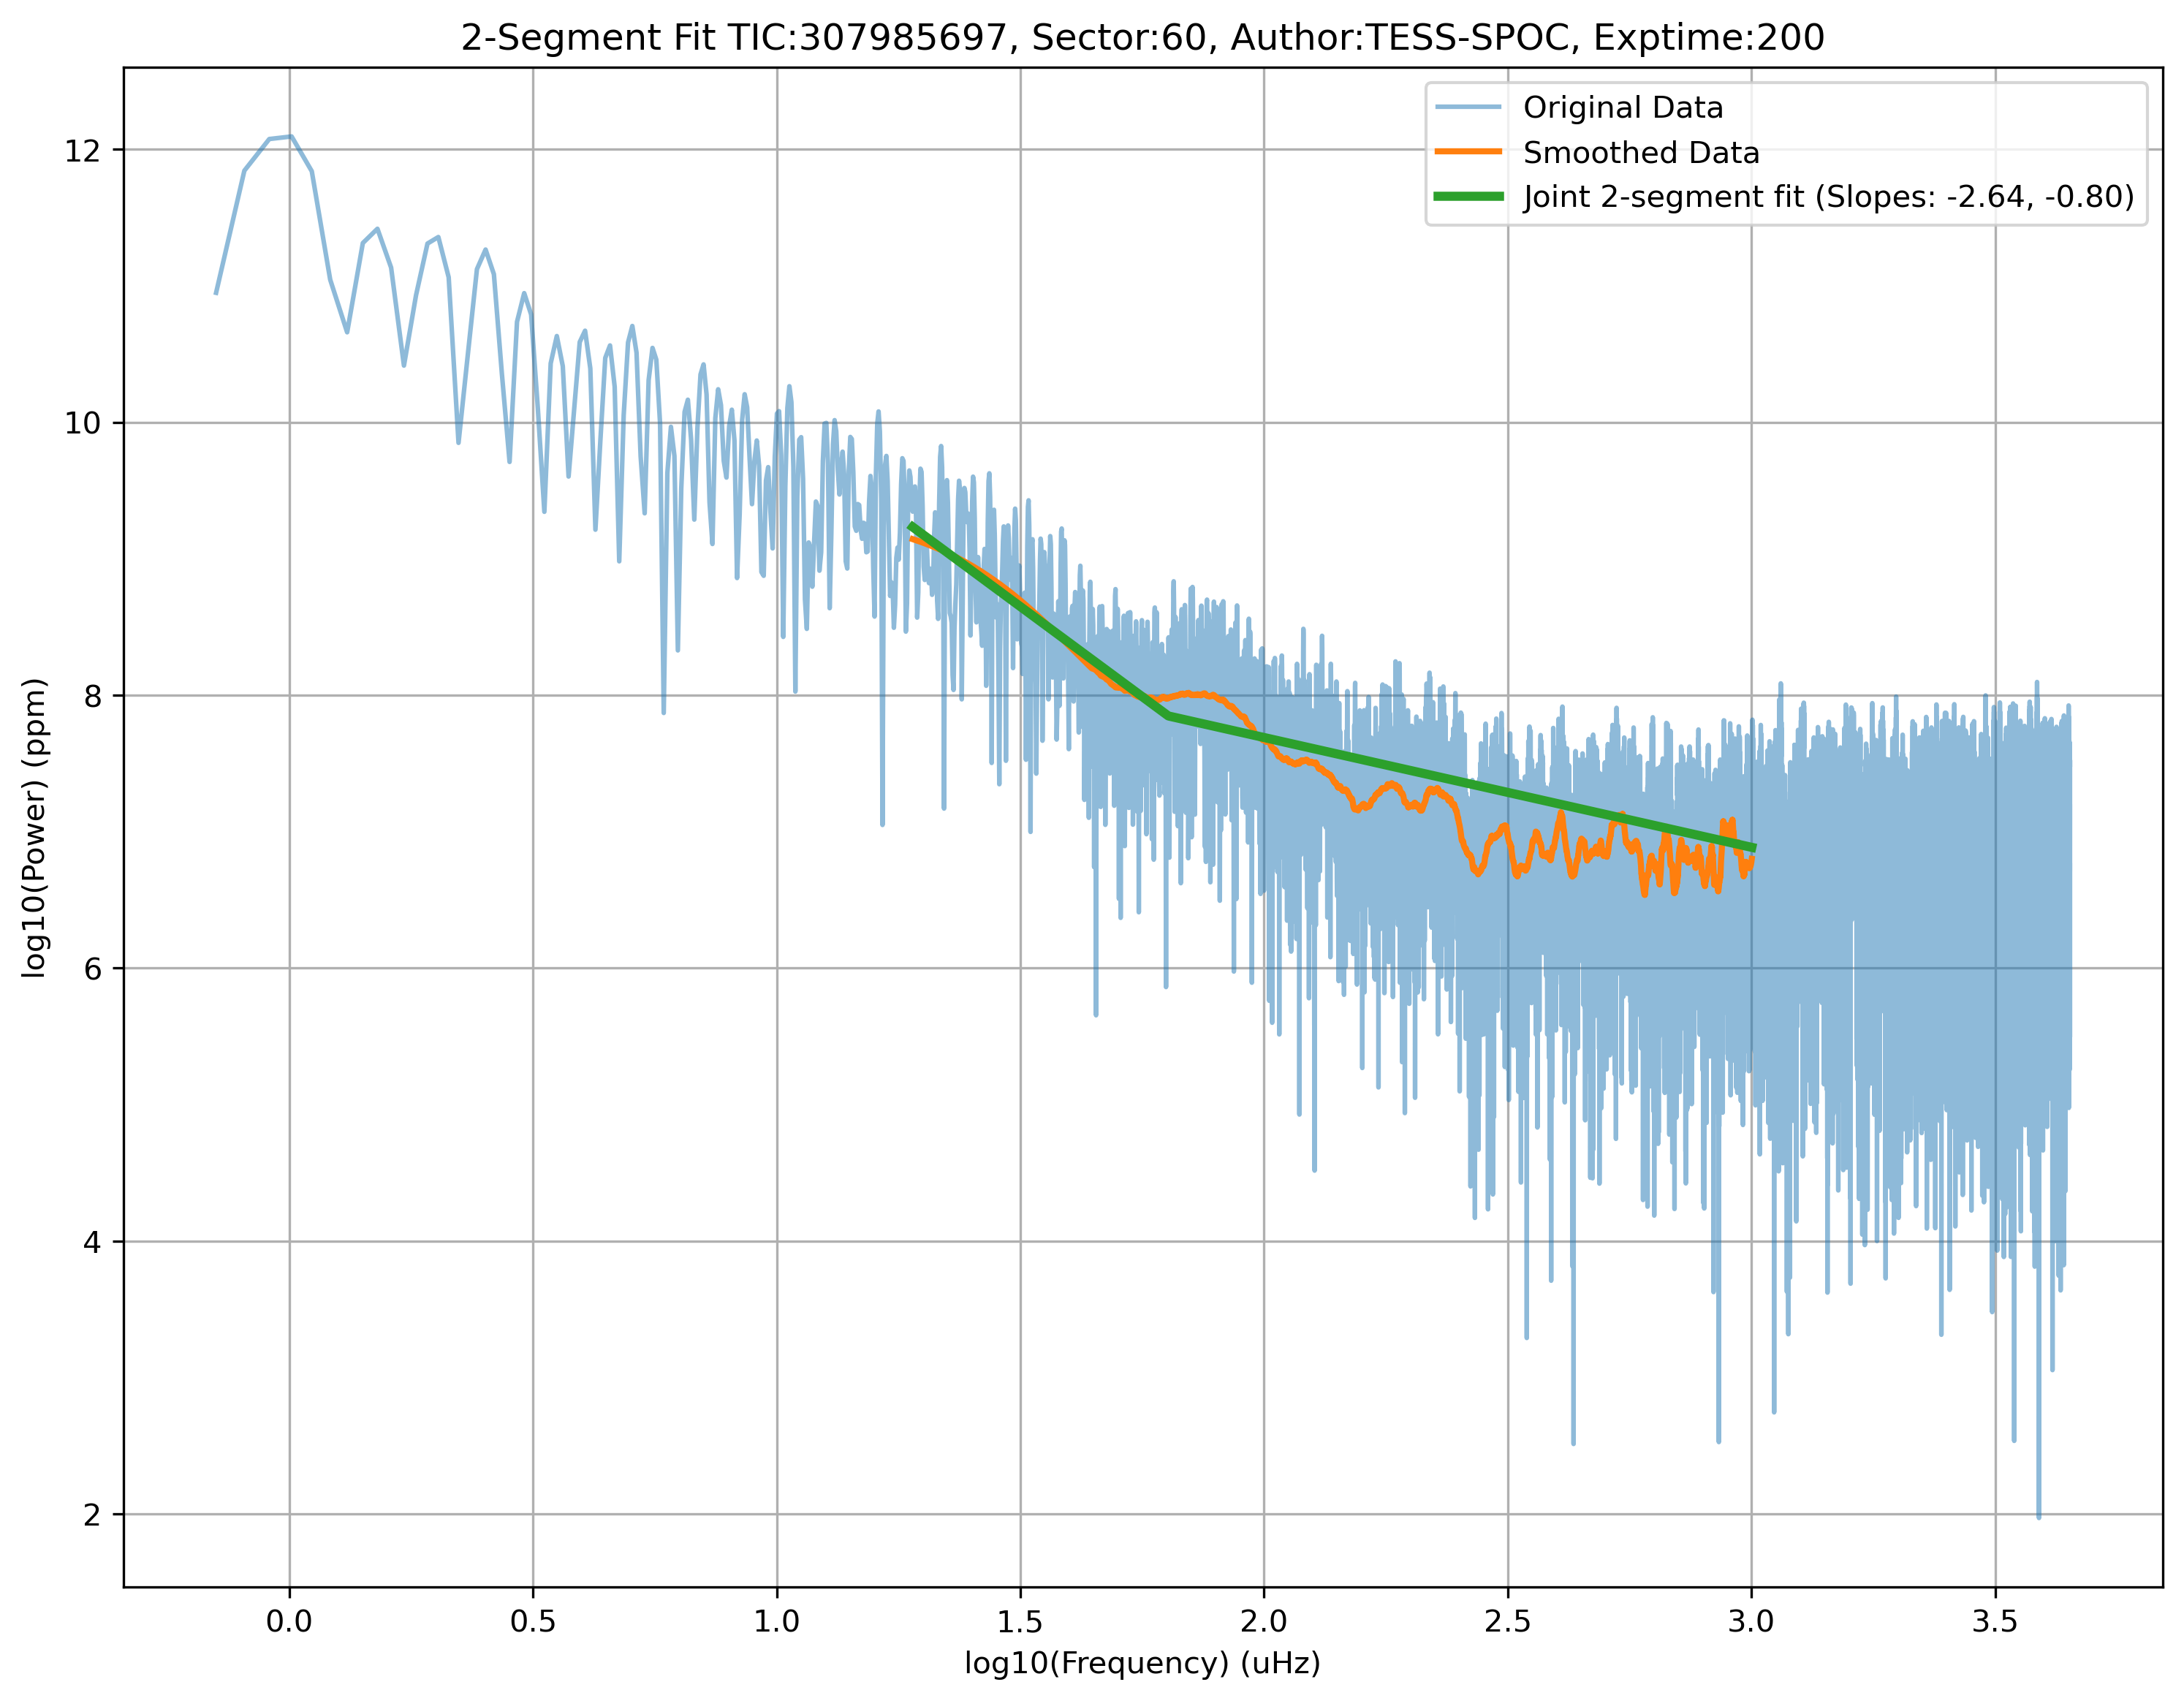 2-Segment Fit TIC:307985697, Sector:60, Author:TESS-SPOC, Exptime:200
Original Data
Smoothed Data
Joint 2-segment fit (Slopes: -2.64, -0.80)
log10(Power) (ppm)
12
10
8
6
4
2
0.0 0.5 1.0 1.5 2.0 2.5 3.0 3.5
log10(Frequency) (uHz)